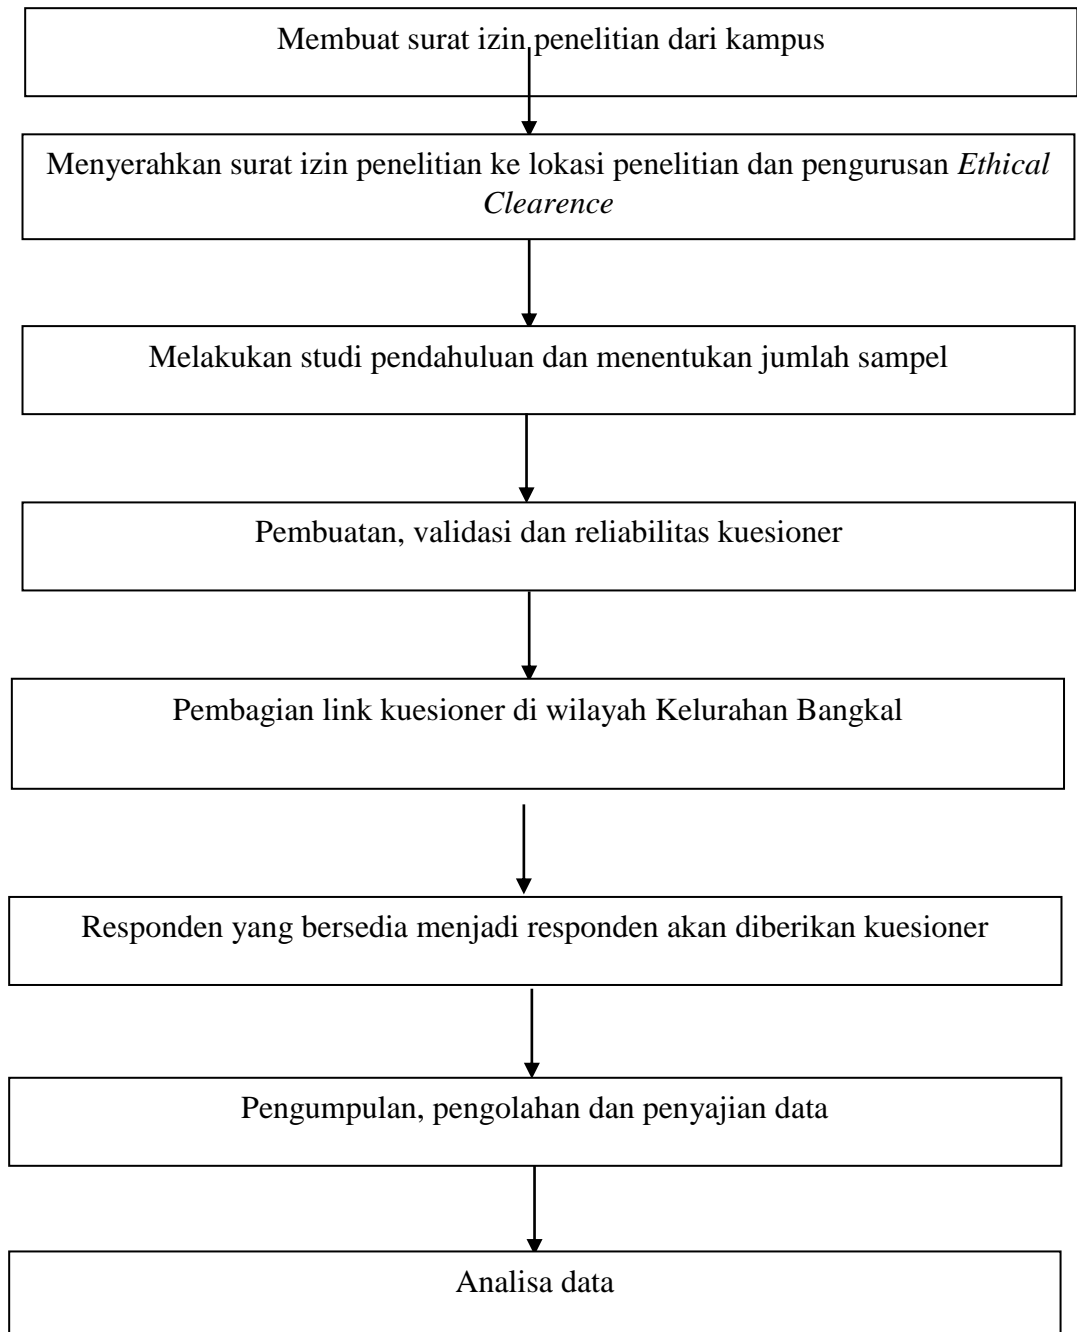 Membuat surat izin penelitian dari kampus
Menyerahkan surat izin penelitian ke lokasi penelitian dan pengurusan Ethical
Clearence
Melakukan studi pendahuluan dan menentukan jumlah sampel
Pembuatan, validasi dan reliabilitas kuesioner
Pembagian link kuesioner di wilayah Kelurahan Bangkal
Responden yang bersedia menjadi responden akan diberikan kuesioner
Pengumpulan, pengolahan dan penyajian data
Analisa data